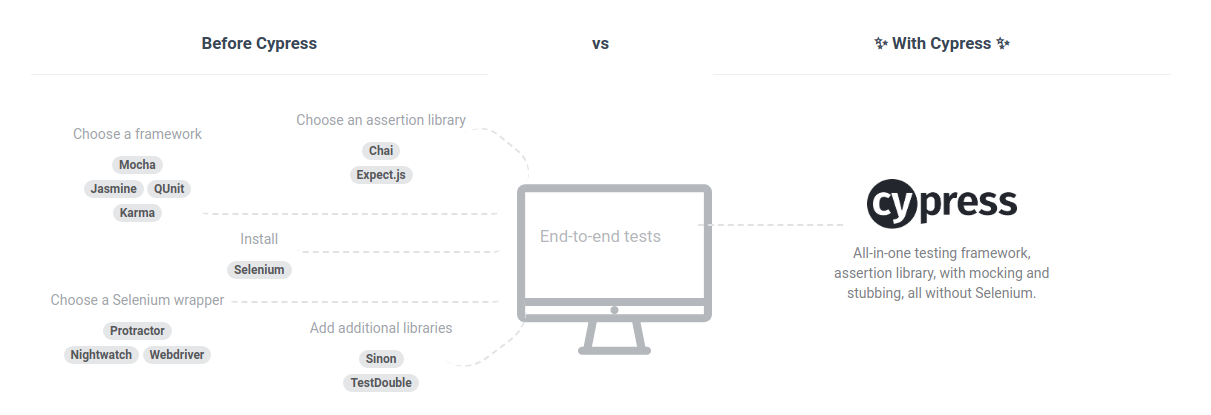 Before Cypress
vs
✨ With Cypress ✨
Choose a framework
Mocha
Jasmine QUnit
Karma
Choose an assertion library
Chai
Expect.js
Install
Selenium
Choose a Selenium wrapper
Protractor
Nightwatch Webdriver
Add additional libraries
Sinon
TestDouble
End-to-end tests
cypress
All-in-one testing framework,
assertion library, with mocking and
stubbing, all without Selenium.